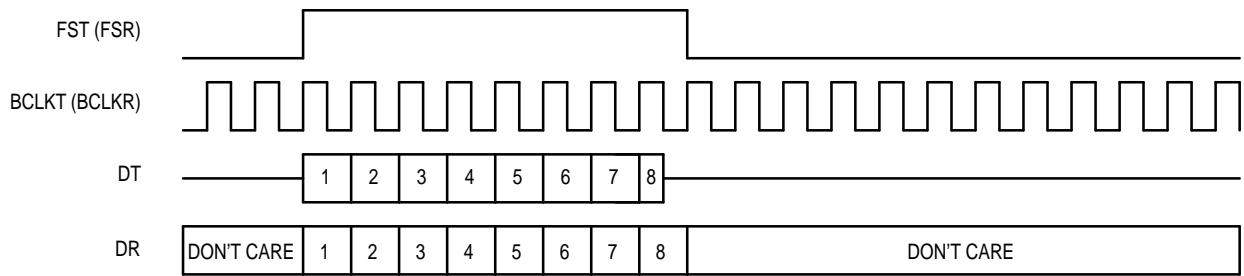 FST (FSR)
BCLKT (BCLKR)
DT 1 2 3 4 5 6 7 8
DR DON'T CARE 1 2 3 4 5 6 7 8 DON'T CARE